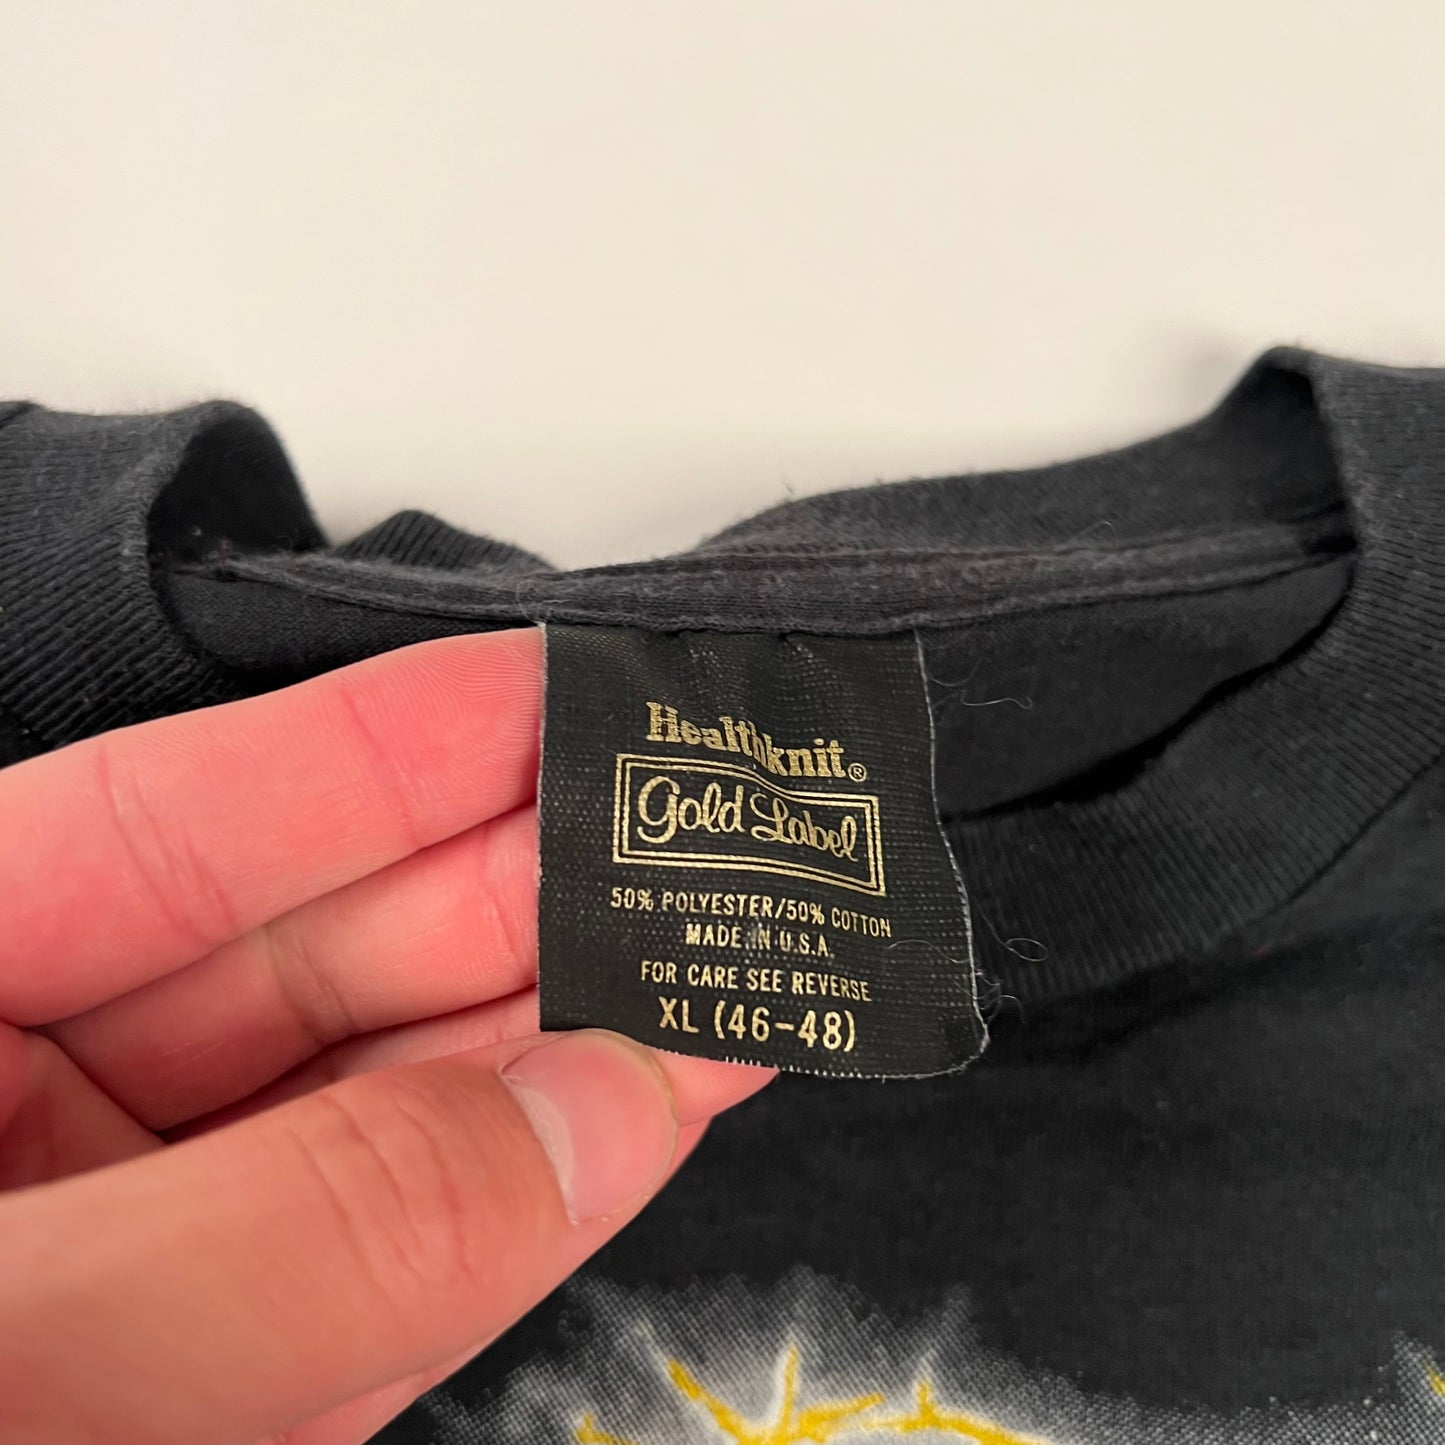 Healthknit®
Gold Label
50% POLYESTER/50% COTTON
MADE IN U.S.A.
FOR CARE SEE REVERSE
XL (46-48)